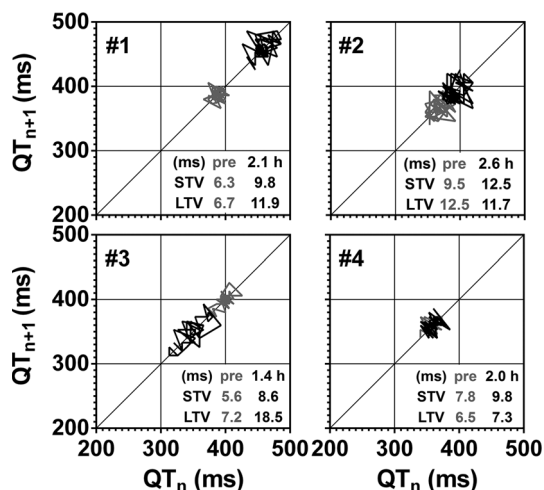 500
#1
#2
400
QTn+1 (ms)
300
(ms) pre 2.1 h
STV 6.3 9.8
LTV 6.7 11.9
(ms) pre 2.6 h
STV 9.5 12.5
LTV 12.5 11.7
200
500
#3
#4
400
QTn+1 (ms)
300
(ms) pre 1.4 h
STV 5.6 8.6
LTV 7.2 18.5
(ms) pre 2.0 h
STV 7.8 9.8
LTV 6.5 7.3
200
200 300 400 500 200 300 400 500
QTn (ms) QTn (ms)